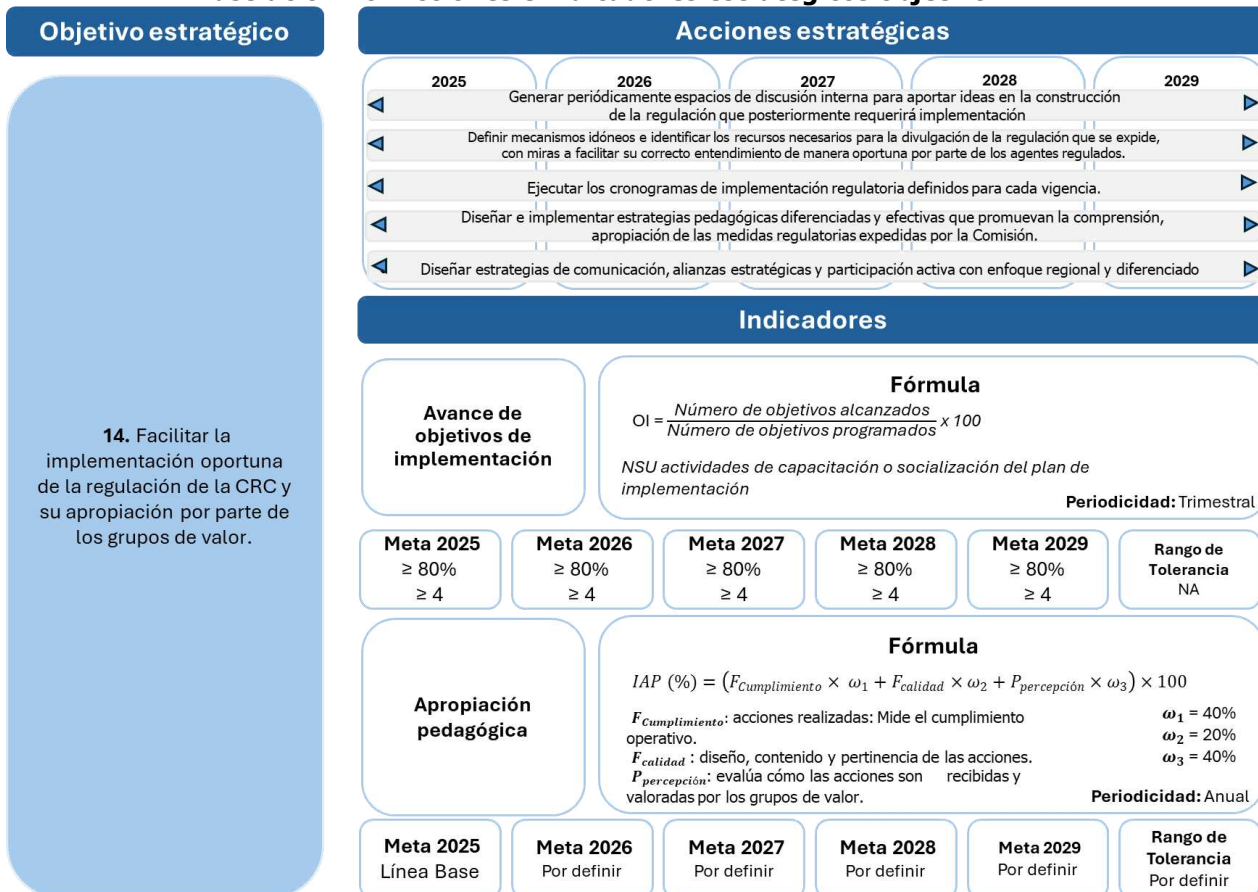 Objetivo estratégico
Acciones estratégicas
2025
2026
2027
2028
2029
Generar periódicamente espacios de discusión interna para aportar ideas en la construcción
de la regulación que posteriormente requerirá implementación
Definir mecanismos idóneos e identificar los recursos necesarios para la divulgación de la regulación que se expide,
con miras a facilitar su correcto entendimiento de manera oportuna por parte de los agentes regulados.
Ejecutar los cronogramas de implementación regulatoria definidos para cada vigencia.
Diseñar e implementar estrategias pedagógicas diferenciadas y efectivas que promuevan la comprensión,
apropiación de las medidas regulatorias expedidas por la Comisión.
Diseñar estrategias de comunicación, alianzas estratégicas y participación activa con enfoque regional y diferenciado
14. Facilitar la
implementación oportuna
de la regulación de la CRC y
su apropiación por parte de
los grupos de valor.
Indicadores
Avance de
objetivos de
implementación
Fórmula
OI = Número de objetivos alcanzados / Número de objetivos programados x 100
NSU actividades de capacitación o socialización del plan de
implementación
Periodicidad: Trimestral
Meta 2025
≥ 80%
≥ 4
Meta 2026
≥ 80%
≥ 4
Meta 2027
≥ 80%
≥ 4
Meta 2028
≥ 80%
≥ 4
Meta 2029
≥ 80%
≥ 4
Rango de
Tolerancia
NA
Apropiación
pedagógica
Fórmula
IAP (%) = (F_Cumplimiento × ω1 + F_calidad × ω2 + P_percepción × ω3) × 100
F_Cumplimiento: acciones realizadas: Mide el cumplimiento
operativo.
F_calidad : diseño, contenido y pertinencia de las acciones.
P_percepción: evalúa cómo las acciones son recibidas y
valoradas por los grupos de valor.
ω1 = 40%
ω2 = 20%
ω3 = 40%
Periodicidad: Anual
Meta 2025
Línea Base
Meta 2026
Por definir
Meta 2027
Por definir
Meta 2028
Por definir
Meta 2029
Por definir
Rango de
Tolerancia
Por definir